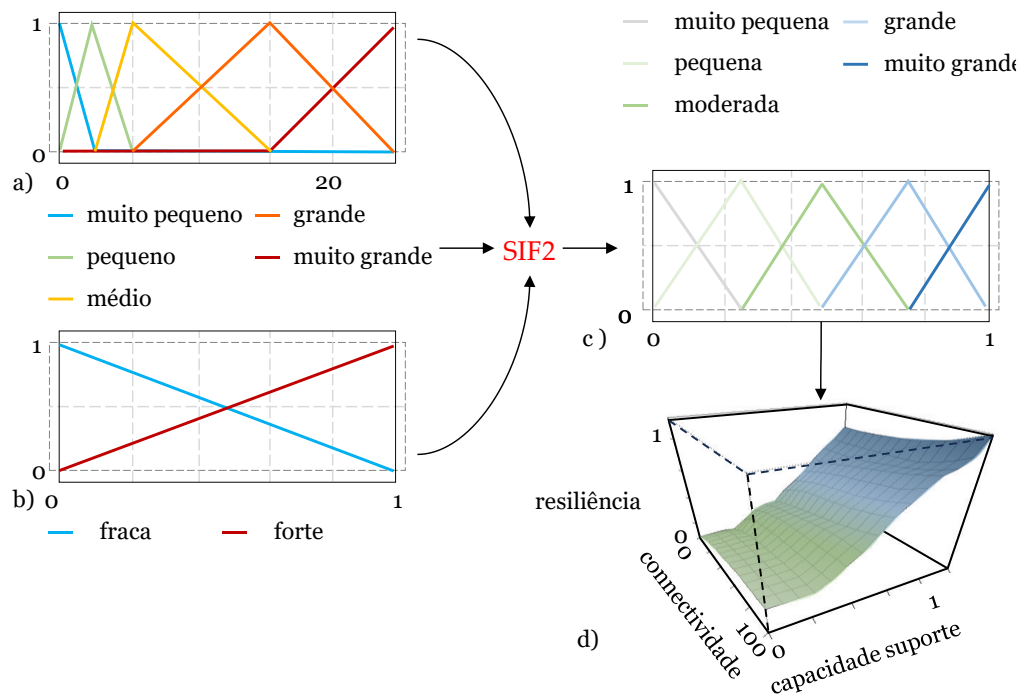 1
0
a)
0
20
muito pequeno
grande
pequeno
muito grande
médio
1
0
b)
0
1
fraca
forte
SIF2
muito pequena
grande
pequena
muito grande
moderada
1
0
c )
0
1
1
resiliência
0
0
connectividade
100
0
capacidade suporte
1
d)